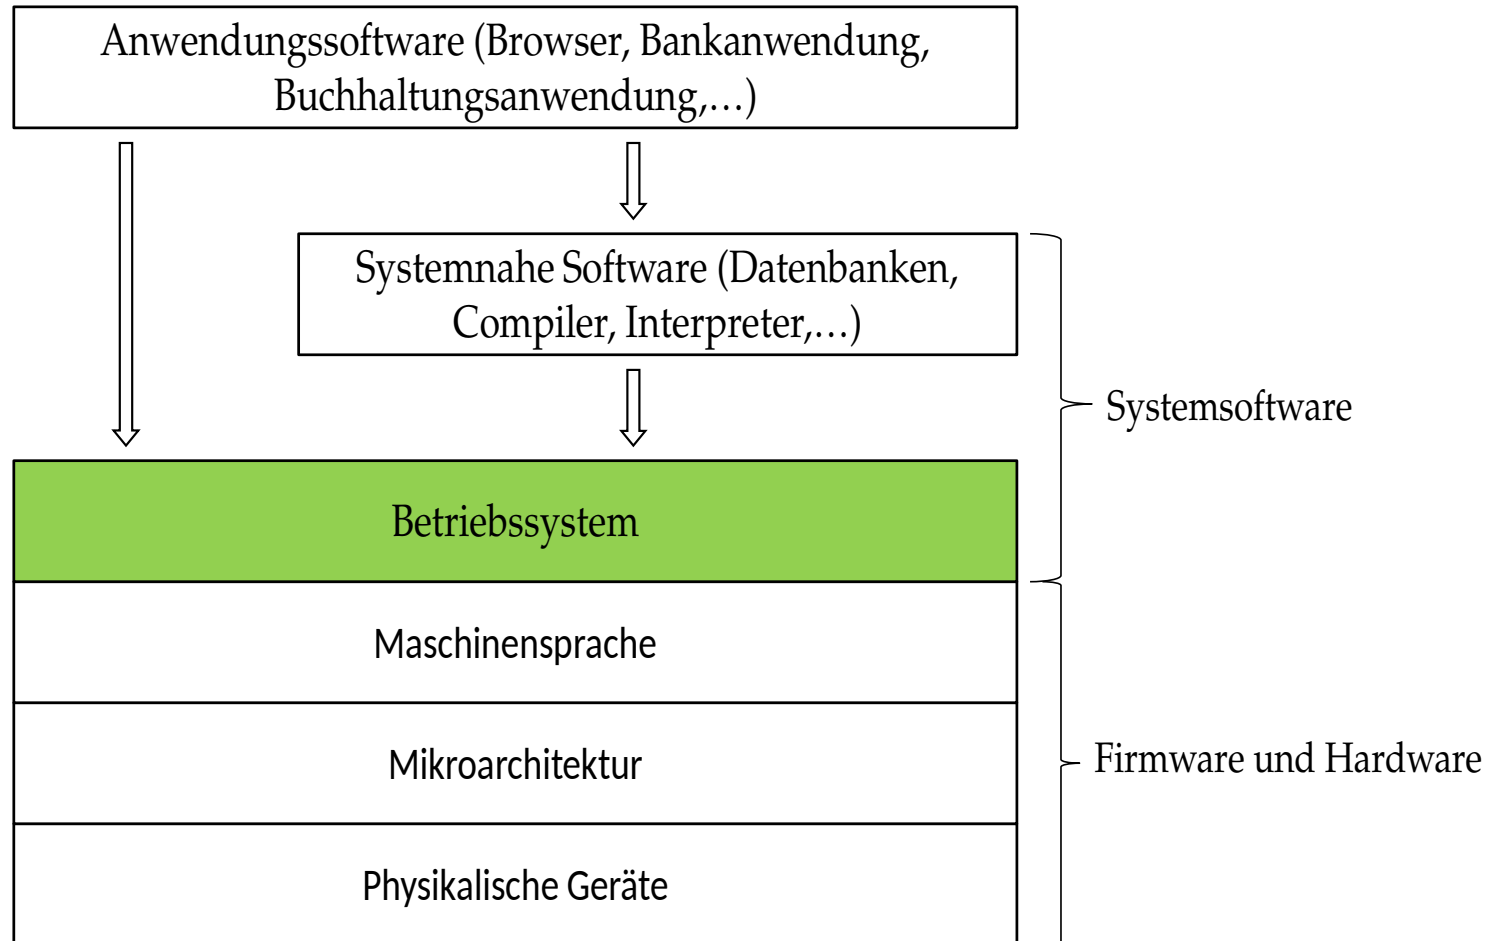 Anwendungssoftware (Browser, Bankanwendung,
Buchhaltungsanwendung,…)
Systemnahe Software (Datenbanken,
Compiler, Interpreter,…)
Systemsoftware
Betriebssystem
Maschinensprache
Mikroarchitektur
Firmware und Hardware
Physikalische Geräte